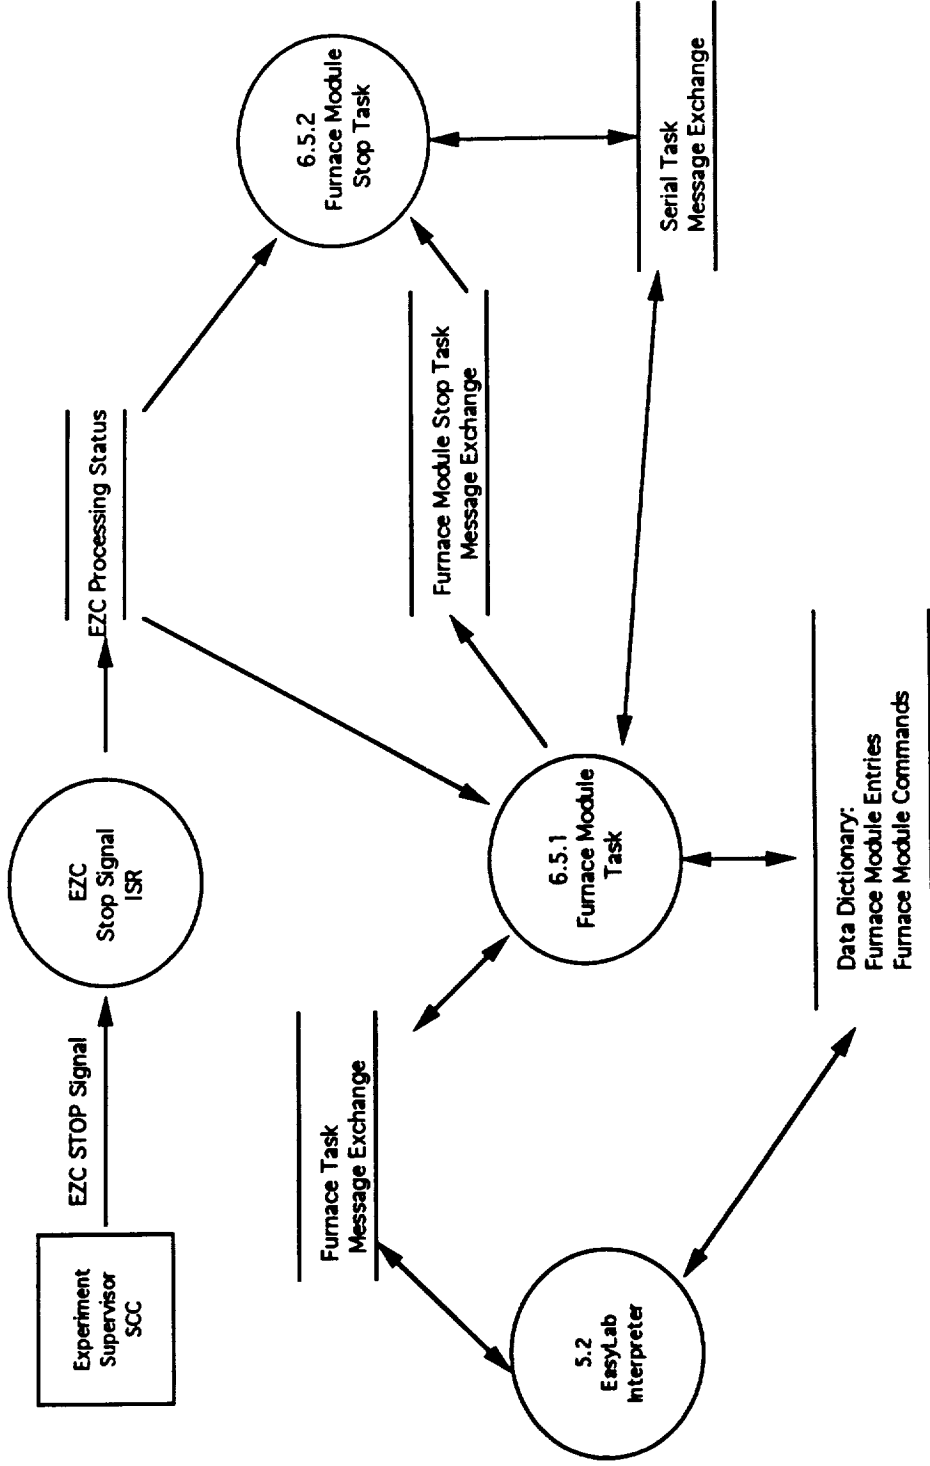 Experiment
Supervisor
SCC
EZC STOP Signal
EZC
Stop Signal
ISR
EZC Processing Status
6.5.2
Furnace Module
Stop Task
Furnace Task
Message Exchange
Furnace Module Stop Task
Message Exchange
5.2
EasyLab
Interpreter
6.5.1
Furnace Module
Task
Serial Task
Message Exchange
Data Dictionary:
Furnace Module Entries
Furnace Module Commands